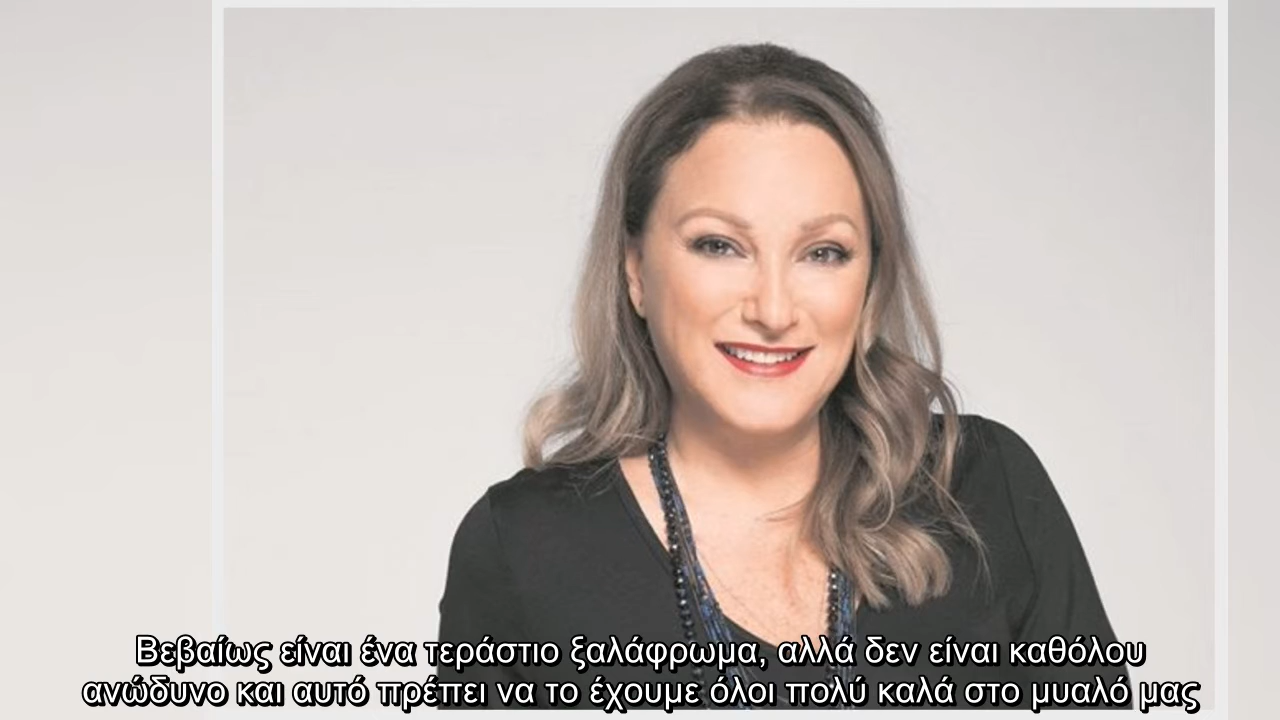 Βεβαίως είναι ένα τεράστιο ξαλάφρωμα, αλλά δεν είναι καθόλου
ανώδυνο και αυτό πρέπει να το έχουμε όλοι πολύ καλά στο μυαλό μας